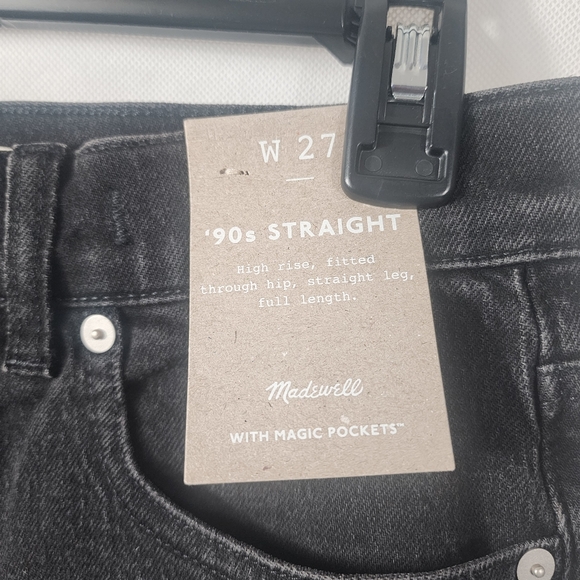 W 27
'90s STRAIGHT
High rise, fitted
through hip, straight leg,
full length.
Madewell
WITH MAGIC POCKETS™